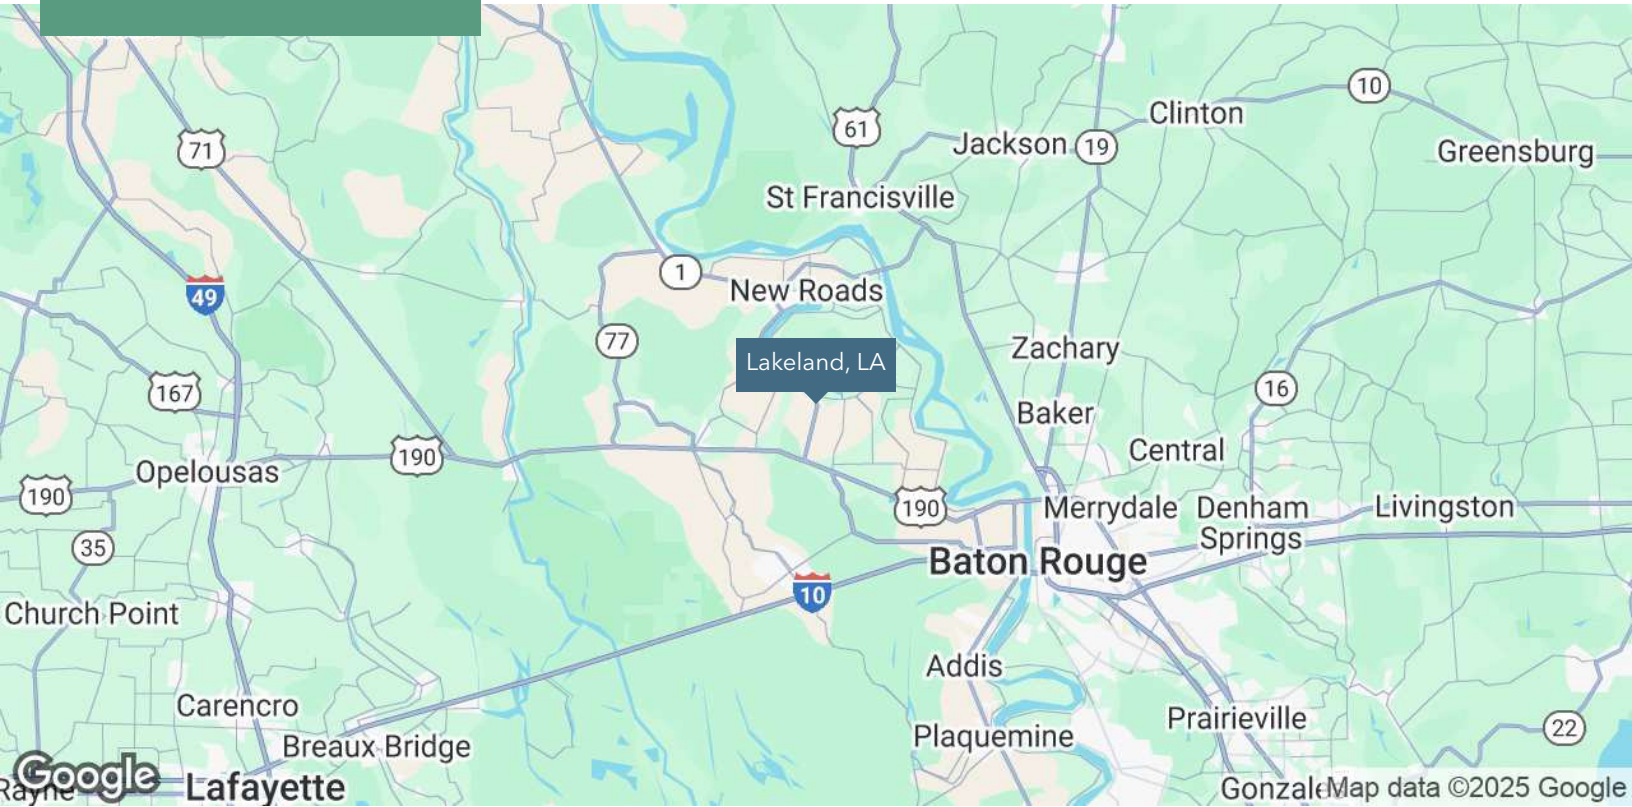 10
Clinton
61
71
Jackson
19
Greensburg
St Francisville
1
49
New Roads
77
Zachary
Lakeland, LA
167
16
Baker
Central
190
Opelousas
190
190
Merrydale
Denham
Springs
Livingston
35
Baton Rouge
10
Church Point
Addis
Carencro
Prairieville
22
Plaquemine
Breaux Bridge
Google
Rayne
Lafayette
Gonzale
Map data ©2025 Google